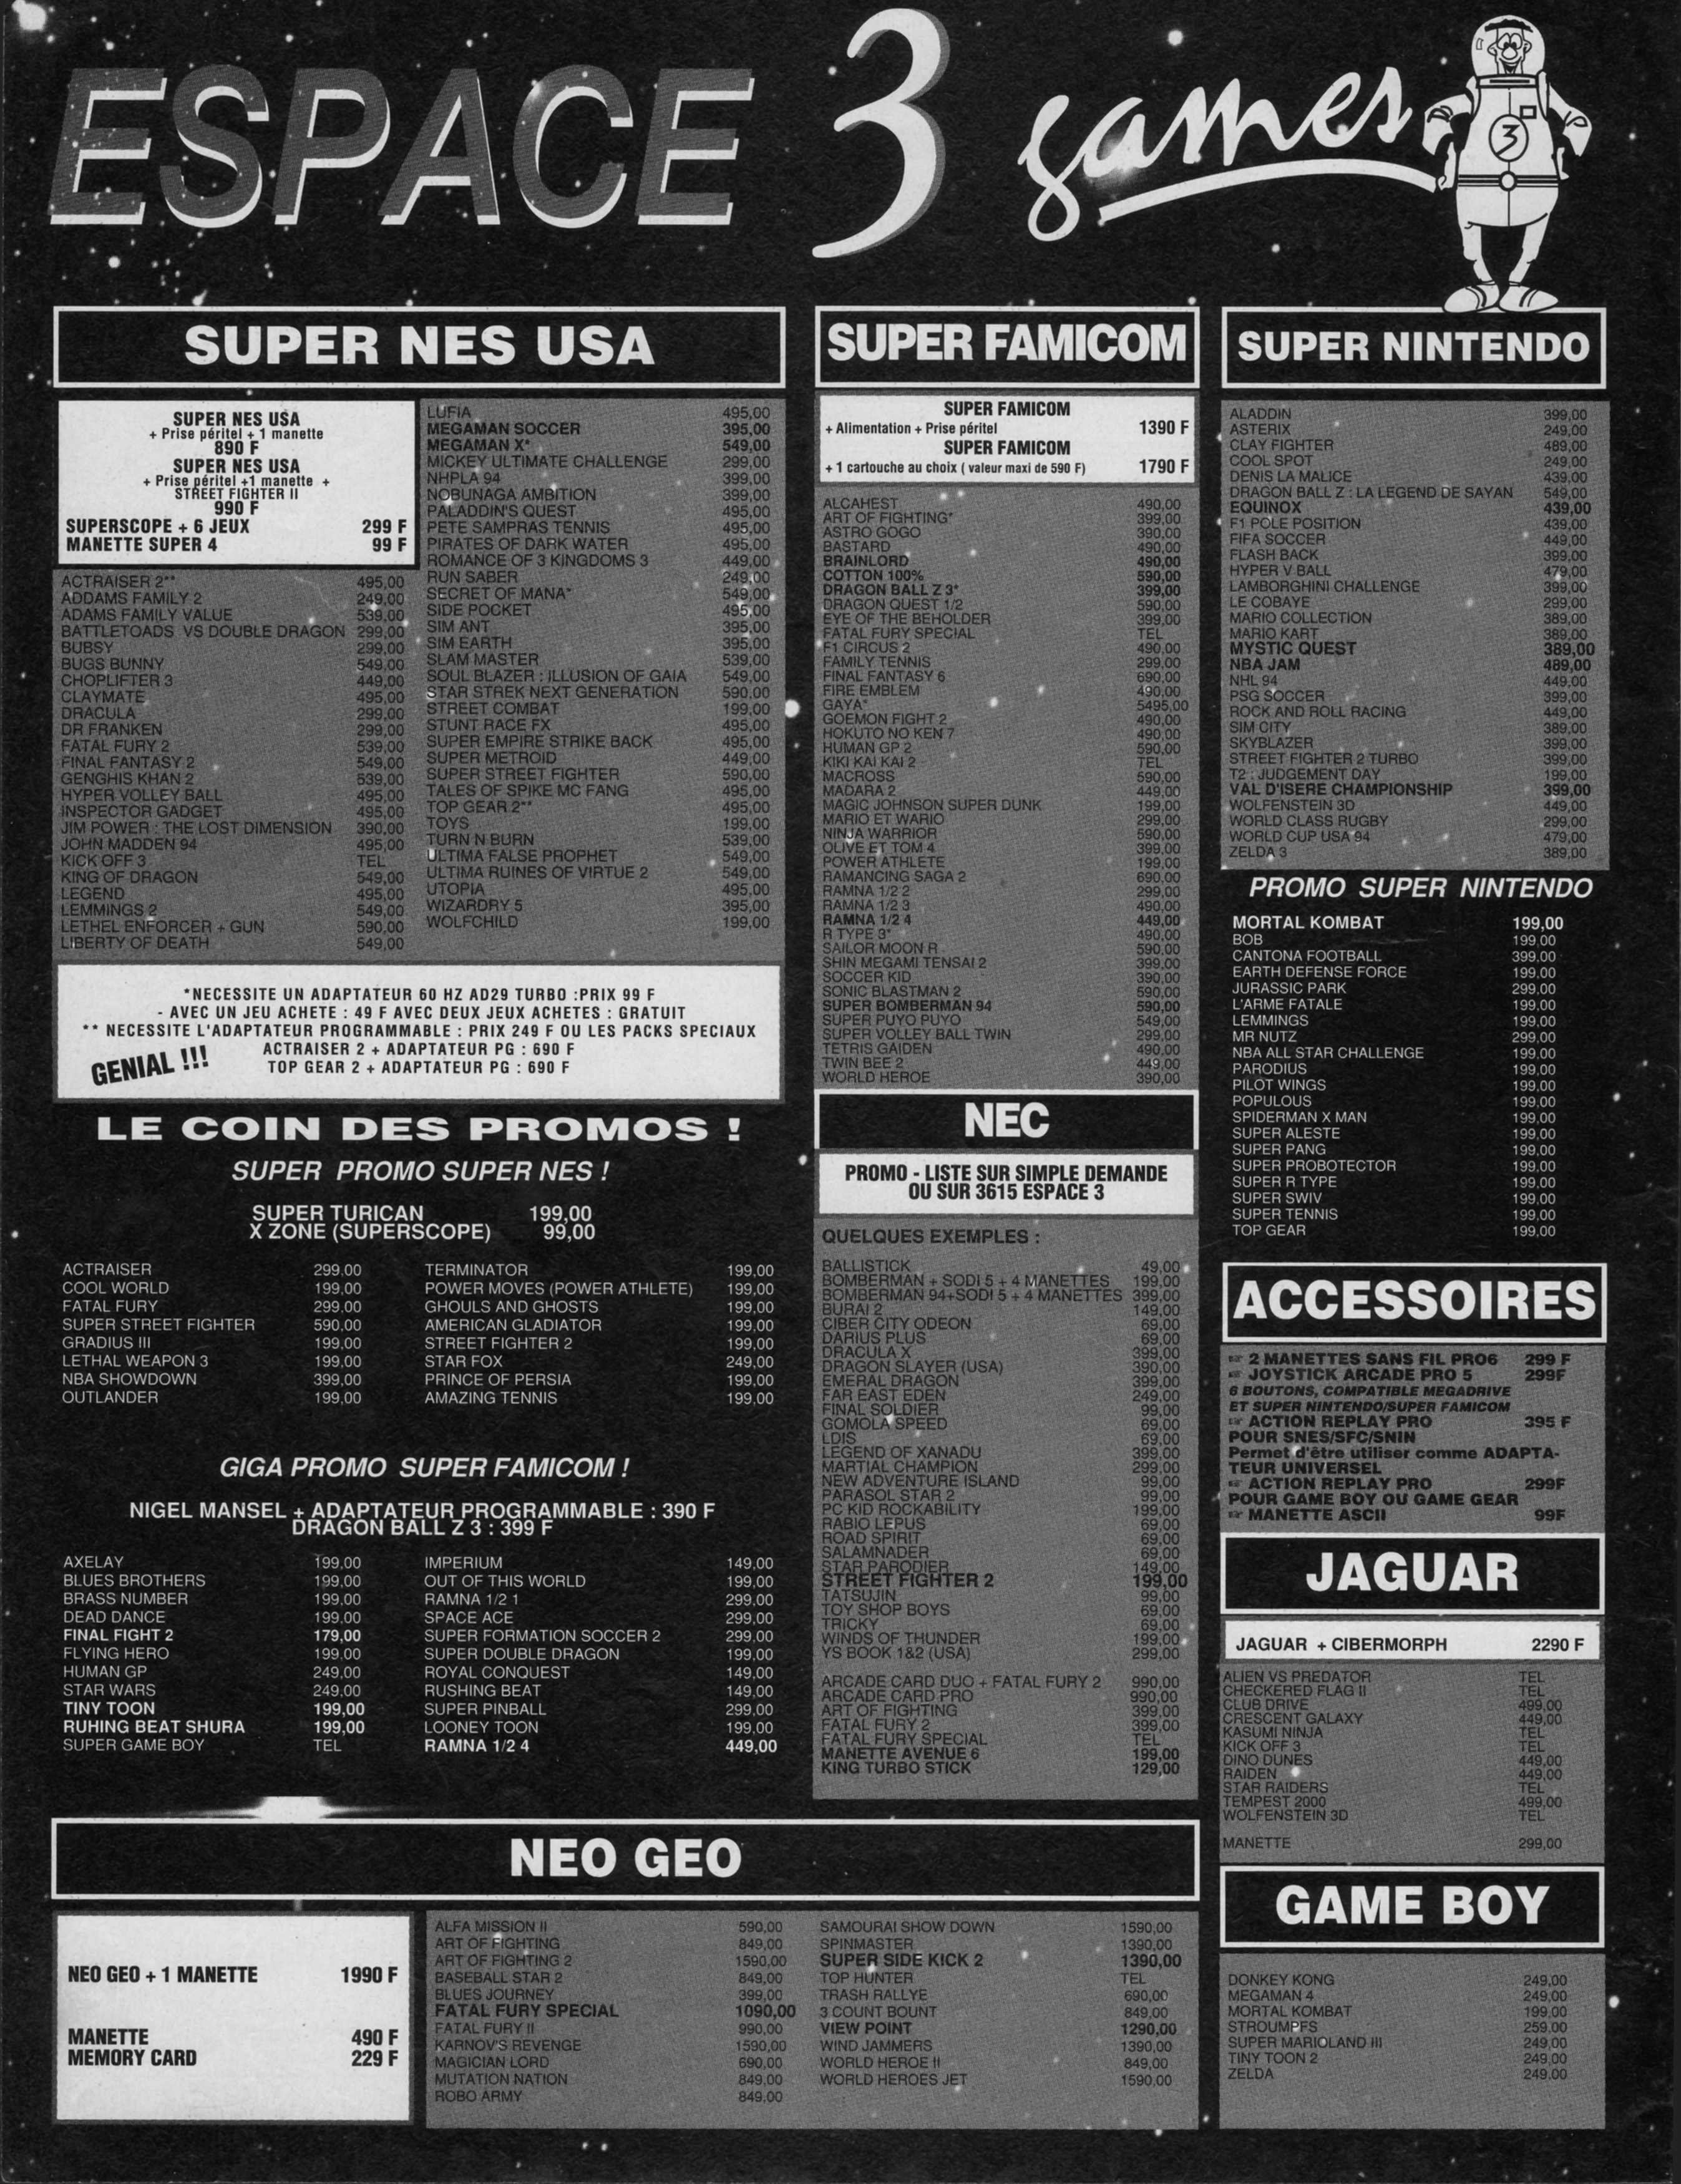 ESPACE 3 games
3
SUPER NES USA
SUPER NES USA
+ Prise péritel + 1 manette
890 F
SUPER NES USA
+ Prise péritel +1 manette +
STREET FIGHTER II
990 F
SUPERSCOPE + 6 JEUX 299 F
MANETTE SUPER 4 99 F
ACTRAISER 2** 495,00
ADDAMS FAMILY 2 249,00
ADAMS FAMILY VALUE 539,00
BATTLETOADS VS DOUBLE DRAGON 299,00
BUBSY 299,00
BUGS BUNNY 549,00
CHOPLIFTER 3 449,00
CLAYMATE 495,00
DRACULA 299,00
DR FRANKEN 299,00
FATAL FURY 2 539,00
FINAL FANTASY 2 549,00
GENGHIS KHAN 2 539,00
HYPER VOLLEY BALL 495,00
INSPECTOR GADGET 495,00
JIM POWER : THE LOST DIMENSION 390,00
JOHN MADDEN 94 495,00
KICK OFF 3 TEL
KING OF DRAGON 549,00
LEGEND 495,00
LEMMINGS 2 549,00
LETHEL ENFORCER + GUN 590,00
LIBERTY OF DEATH 549,00
LUFIA 495,00
MEGAMAN SOCCER 395,00
MEGAMAN X* 549,00
MICKEY ULTIMATE CHALLENGE 299,00
NHPLA 94 399,00
NOBUNAGA AMBITION 399,00
PALADDIN'S QUEST 495,00
PETE SAMPRAS TENNIS 495,00
PIRATES OF DARK WATER 495,00
ROMANCE OF 3 KINGDOMS 3 449,00
RUN SABER 249,00
SECRET OF MANA* 549,00
SIDE POCKET 495,00
SIM ANT 395,00
SIM EARTH 395,00
SLAM MASTER 539,00
SOUL BLAZER : ILLUSION OF GAIA 549,00
STAR STREK NEXT GENERATION 590,00
STREET COMBAT 199,00
STUNT RACE FX 495,00
SUPER EMPIRE STRIKE BACK 495,00
SUPER METROID 449,00
SUPER STREET FIGHTER 590,00
TALES OF SPIKE MC FANG 495,00
TOP GEAR 2** 495,00
TOYS 199,00
TURN N BURN 539,00
ULTIMA FALSE PROPHET 549,00
ULTIMA RUINES OF VIRTUE 2 549,00
UTOPIA 495,00
WIZARDRY 5 395,00
WOLFCHILD 199,00
*NECESSITE UN ADAPTATEUR 60 HZ AD29 TURBO :PRIX 99 F
- AVEC UN JEU ACHETE : 49 F AVEC DEUX JEUX ACHETES : GRATUIT
** NECESSITE L'ADAPTATEUR PROGRAMMABLE : PRIX 249 F OU LES PACKS SPECIAUX
GENIAL !!!
ACTRAISER 2 + ADAPTATEUR PG : 690 F
TOP GEAR 2 + ADAPTATEUR PG : 690 F
LE COIN DES PROMOS !
SUPER PROMO SUPER NES !
SUPER TURICAN 199,00
X ZONE (SUPERSCOPE) 99,00
ACTRAISER 299,00
COOL WORLD 199,00
FATAL FURY 299,00
SUPER STREET FIGHTER 590,00
GRADIUS III 199,00
LETHAL WEAPON 3 199,00
NBA SHOWDOWN 399,00
OUTLANDER 199,00
TERMINATOR 199,00
POWER MOVES (POWER ATHLETE) 199,00
GHOULS AND GHOSTS 199,00
AMERICAN GLADIATOR 199,00
STREET FIGHTER 2 199,00
STAR FOX 249,00
PRINCE OF PERSIA 199,00
AMAZING TENNIS 199,00
GIGA PROMO SUPER FAMICOM !
NIGEL MANSEL + ADAPTATEUR PROGRAMMABLE : 390 F
DRAGON BALL Z 3 : 399 F
AXELAY 199,00
BLUES BROTHERS 199,00
BRASS NUMBER 199,00
DEAD DANCE 199,00
FINAL FIGHT 2 179,00
FLYING HERO 199,00
HUMAN GP 249,00
STAR WARS 249,00
TINY TOON 199,00
RUHING BEAT SHURA 199,00
SUPER GAME BOY TEL
IMPERIUM 149,00
OUT OF THIS WORLD 199,00
RAMNA 1/2 1 299,00
SPACE ACE 299,00
SUPER FORMATION SOCCER 2 299,00
SUPER DOUBLE DRAGON 199,00
ROYAL CONQUEST 149,00
RUSHING BEAT 149,00
SUPER PINBALL 299,00
LOONEY TOON 199,00
RAMNA 1/2 4 449,00
SUPER FAMICOM
SUPER FAMICOM
+ Alimentation + Prise péritel 1390 F
SUPER FAMICOM
+ 1 cartouche au choix ( valeur maxi de 590 F) 1790 F
ALCAHEST 490,00
ART OF FIGHTING* 399,00
ASTRO GOGO 390,00
BASTARD 490,00
BRAINLORD 490,00
COTTON 100% 590,00
DRAGON BALL Z 3* 399,00
DRAGON QUEST 1/2 590,00
EYE OF THE BEHOLDER 399,00
FATAL FURY SPECIAL TEL
F1 CIRCUS 2 490,00
FAMILY TENNIS 299,00
FINAL FANTASY 6 690,00
FIRE EMBLEM 490,00
GAYA* 5495,00
GOEMON FIGHT 2 490,00
HOKUTO NO KEN 7 490,00
HUMAN GP 2 590,00
KIKI KAI KAI 2 TEL
MACROSS 590,00
MADARA 2 449,00
MAGIC JOHNSON SUPER DUNK 199,00
MARIO ET WARIO 299,00
NINJA WARRIOR 590,00
OLIVE ET TOM 4 399,00
POWER ATHLETE 199,00
RAMANCING SAGA 2 690,00
RAMNA 1/2 2 299,00
RAMNA 1/2 3 490,00
RAMNA 1/2 4 449,00
R TYPE 3* 490,00
SAILOR MOON R 590,00
SHIN MEGAMI TENSAI 2 399,00
SOCCER KID 390,00
SONIC BLASTMAN 2 590,00
SUPER BOMBERMAN 94 590,00
SUPER PUYO PUYO 549,00
SUPER VOLLEY BALL TWIN 299,00
TETRIS GAIDEN 490,00
TWIN BEE 2 449,00
WORLD HEROE 390,00
NEC
PROMO - LISTE SUR SIMPLE DEMANDE
OU SUR 3615 ESPACE 3
QUELQUES EXEMPLES :
BALLISTICK 49,00
BOMBERMAN + SODI 5 + 4 MANETTES 199,00
BOMBERMAN 94+SODI 5 + 4 MANETTES 399,00
BURAI 2 149,00
CIBER CITY ODEON 69,00
DARIUS PLUS 69,00
DRACULA X 399,00
DRAGON SLAYER (USA) 390,00
EMERAL DRAGON 399,00
FAR EAST EDEN 249,00
FINAL SOLDIER 99,00
GOMOLA SPEED 69,00
LDIS 69,00
LEGEND OF XANADU 399,00
MARTIAL CHAMPION 299,00
NEW ADVENTURE ISLAND 99,00
PARASOL STAR 2 99,00
PC KID ROCKABILITY 199,00
RABIO LEPUS 69,00
ROAD SPIRIT 69,00
SALAMNADER 69,00
STAR PARODIER 149,00
STREET FIGHTER 2 199,00
TATSUJIN 99,00
TOY SHOP BOYS 69,00
TRICKY 69,00
WINDS OF THUNDER 199,00
YS BOOK 1&2 (USA) 299,00
ARCADE CARD DUO + FATAL FURY 2 990,00
ARCADE CARD PRO 990,00
ART OF FIGHTING 399,00
FATAL FURY 2 399,00
FATAL FURY SPECIAL TEL
MANETTE AVENUE 6 199,00
KING TURBO STICK 129,00
SUPER NINTENDO
ALADDIN 399,00
ASTERIX 249,00
CLAY FIGHTER 489,00
COOL SPOT 249,00
DENIS LA MALICE 439,00
DRAGON BALL Z : LA LEGEND DE SAYAN 549,00
EQUINOX 439,00
F1 POLE POSITION 439,00
FIFA SOCCER 449,00
FLASH BACK 399,00
HYPER V BALL 479,00
LAMBORGHINI CHALLENGE 399,00
LE COBAYE 299,00
MARIO COLLECTION 389,00
MARIO KART 389,00
MYSTIC QUEST 389,00
NBA JAM 489,00
NHL 94 449,00
PSG SOCCER 399,00
ROCK AND ROLL RACING 449,00
SIM CITY 389,00
SKYBLAZER 399,00
STREET FIGHTER 2 TURBO 399,00
T2 : JUDGEMENT DAY 199,00
VAL D'ISERE CHAMPIONSHIP 399,00
WOLFENSTEIN 3D 449,00
WORLD CLASS RUGBY 299,00
WORLD CUP USA 94 479,00
ZELDA 3 389,00
PROMO SUPER NINTENDO
MORTAL KOMBAT 199,00
BOB 199,00
CANTONA FOOTBALL 399,00
EARTH DEFENSE FORCE 199,00
JURASSIC PARK 299,00
L'ARME FATALE 199,00
LEMMINGS 199,00
MR NUTZ 299,00
NBA ALL STAR CHALLENGE 199,00
PARODIUS 199,00
PILOT WINGS 199,00
POPULOUS 199,00
SPIDERMAN X MAN 199,00
SUPER ALESTE 199,00
SUPER PANG 199,00
SUPER PROBOTECTOR 199,00
SUPER R TYPE 199,00
SUPER SWIV 199,00
SUPER TENNIS 199,00
TOP GEAR 199,00
ACCESSOIRES
☞ 2 MANETTES SANS FIL PRO6 299 F
☞ JOYSTICK ARCADE PRO 5 299F
6 BOUTONS, COMPATIBLE MEGADRIVE
ET SUPER NINTENDO/SUPER FAMICOM
☞ ACTION REPLAY PRO 395 F
POUR SNES/SFC/SNIN
Permet d'être utiliser comme ADAPTA-
TEUR UNIVERSEL
☞ ACTION REPLAY PRO 299F
POUR GAME BOY OU GAME GEAR
☞ MANETTE ASCII 99F
JAGUAR
JAGUAR + CIBERMORPH 2290 F
ALIEN VS PREDATOR TEL
CHECKERED FLAG II TEL
CLUB DRIVE 499,00
CRESCENT GALAXY 449,00
KASUMI NINJA TEL
KICK OFF 3 TEL
DINO DUNES 449,00
RAIDEN 449,00
STAR RAIDERS TEL
TEMPEST 2000 499,00
WOLFENSTEIN 3D TEL
MANETTE 299,00
GAME BOY
DONKEY KONG 249,00
MEGAMAN 4 249,00
MORTAL KOMBAT 199,00
STROUMPFS 259,00
SUPER MARIOLAND III 249,00
TINY TOON 2 249,00
ZELDA 249,00
NEO GEO
NEO GEO + 1 MANETTE 1990 F
MANETTE 490 F
MEMORY CARD 229 F
ALFA MISSION II 590,00
ART OF FIGHTING 849,00
ART OF FIGHTING 2 1590,00
BASEBALL STAR 2 849,00
BLUES JOURNEY 399,00
FATAL FURY SPECIAL 1090,00
FATAL FURY II 990,00
KARNOV'S REVENGE 1590,00
MAGICIAN LORD 690,00
MUTATION NATION 849,00
ROBO ARMY 849,00
SAMOURAI SHOW DOWN 1590,00
SPINMASTER 1390,00
SUPER SIDE KICK 2 1390,00
TOP HUNTER TEL
TRASH RALLYE 690,00
3 COUNT BOUNT 849,00
VIEW POINT 1290,00
WIND JAMMERS 1390,00
WORLD HEROE II 849,00
WORLD HEROES JET 1590,00